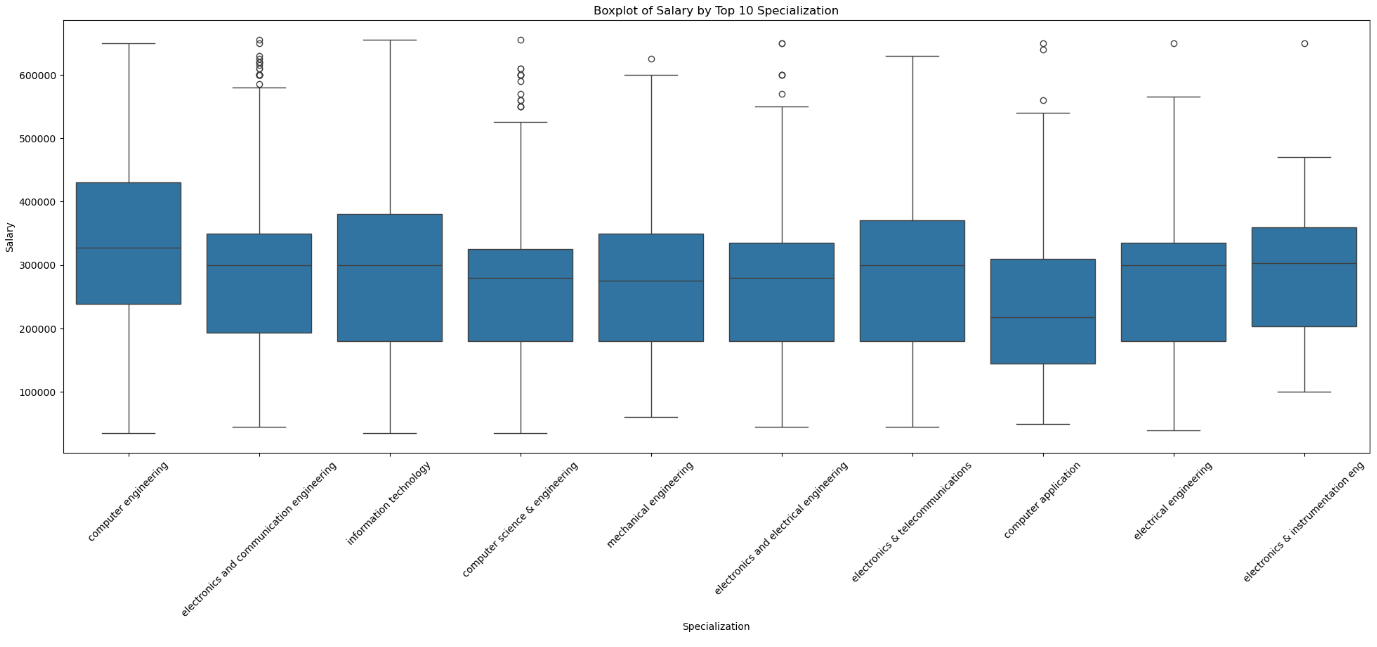 Boxplot of Salary by Top 10 Specialization
600000
500000
400000
300000
200000
100000
Salary
computer engineering
electronics and communication engineering
information technology
computer science & engineering
mechanical engineering
electronics and electrical engineering
electronics & telecommunications
computer application
electrical engineering
electronics & instrumentation eng
Specialization